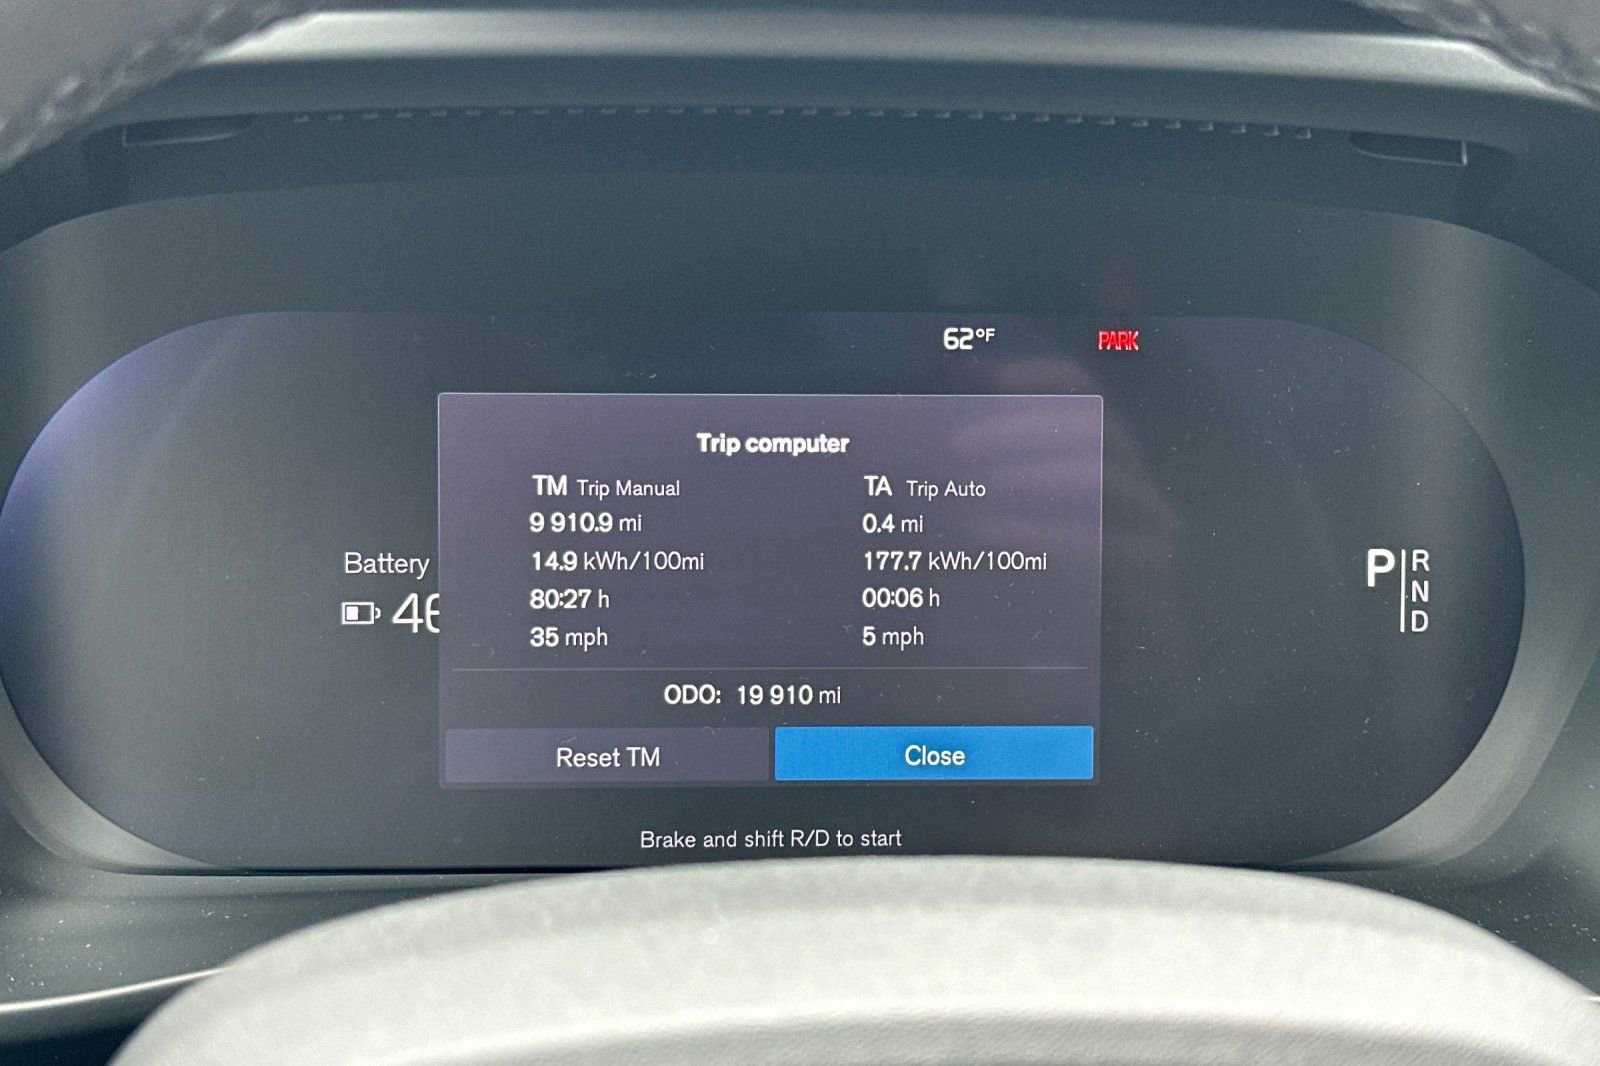 62°F PARK
Trip computer
TM Trip Manual TA Trip Auto
9 910.9 mi 0.4 mi
14.9 kWh/100mi 177.7 kWh/100mi
80:27 h 00:06 h
35 mph 5 mph
ODO: 19 910 mi
Reset TM Close
Battery
46
P R
N
D
Brake and shift R/D to start